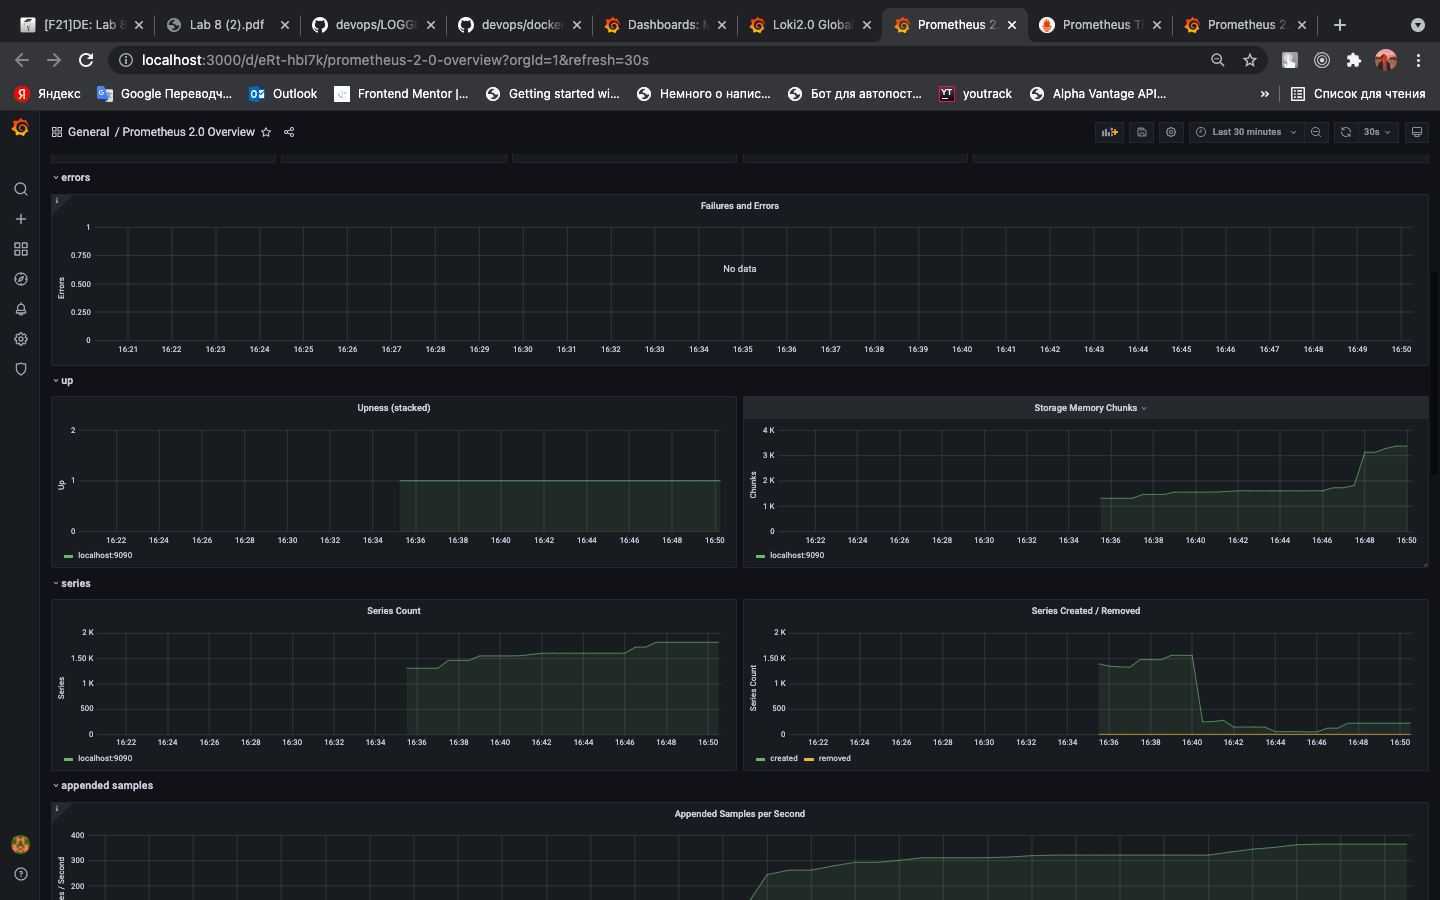 [F21]DE: Lab 8
Lab 8 (2).pdf
devops/LOGG
devops/docke
Dashboards: M
Loki2.0 Globa
Prometheus 2
Prometheus Ti
Prometheus 2
localhost:3000/d/eRt-hbI7k/prometheus-2-0-overview?orgId=1&refresh=30s
Яндекс
Google Переводч...
Outlook
Frontend Mentor |...
Getting started wi...
Немного о напис...
Бот для автопост...
YT
youtrack
Alpha Vantage API...
»
Список для чтения
General / Prometheus 2.0 Overview
Last 30 minutes
30s
errors
Failures and Errors
Errors
1
0.750
0.500
0.250
0
No data
16:21 16:22 16:23 16:24 16:25 16:26 16:27 16:28 16:29 16:30 16:31 16:32 16:33 16:34 16:35 16:36 16:37 16:38 16:39 16:40 16:41 16:42 16:43 16:44 16:45 16:46 16:47 16:48 16:49 16:50
up
Upness (stacked)
Up
2
1
0
16:22 16:24 16:26 16:28 16:30 16:32 16:34 16:36 16:38 16:40 16:42 16:44 16:46 16:48 16:50
localhost:9090
Storage Memory Chunks
Chunks
4 K
3 K
2 K
1 K
0
16:22 16:24 16:26 16:28 16:30 16:32 16:34 16:36 16:38 16:40 16:42 16:44 16:46 16:48 16:50
localhost:9090
series
Series Count
Series
2 K
1.50 K
1 K
500
0
16:22 16:24 16:26 16:28 16:30 16:32 16:34 16:36 16:38 16:40 16:42 16:44 16:46 16:48 16:50
localhost:9090
Series Created / Removed
Series Count
2 K
1.50 K
1 K
500
0
16:22 16:24 16:26 16:28 16:30 16:32 16:34 16:36 16:38 16:40 16:42 16:44 16:46 16:48 16:50
created removed
appended samples
Appended Samples per Second
es / Second
400
300
200